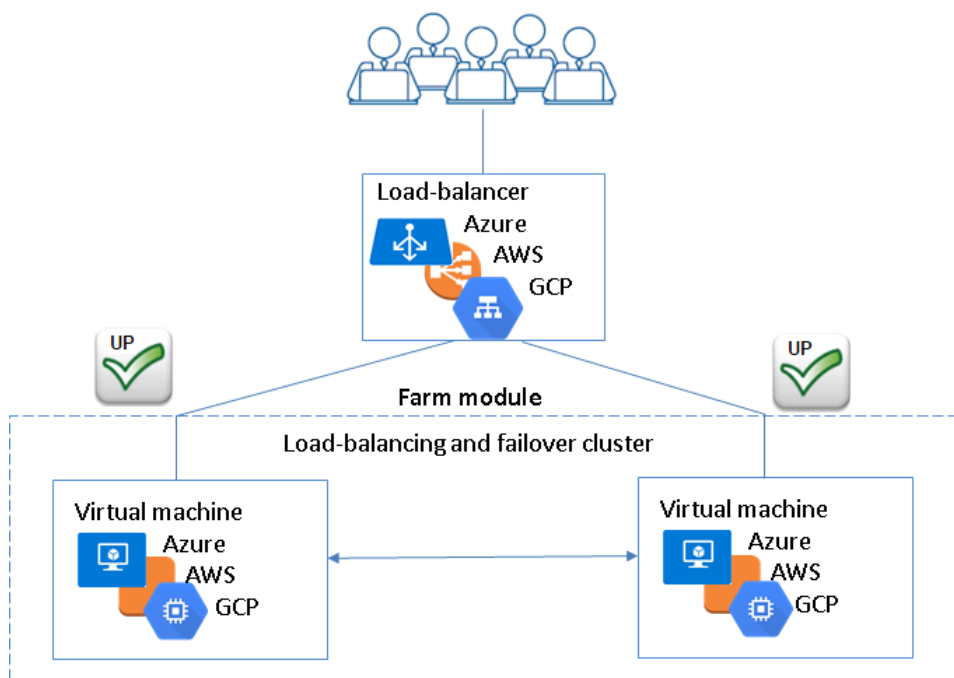 Load-balancer
Azure
AWS
GCP
UP
UP
Farm module
Load-balancing and failover cluster
Virtual machine
Azure
AWS
GCP
Virtual machine
Azure
AWS
GCP